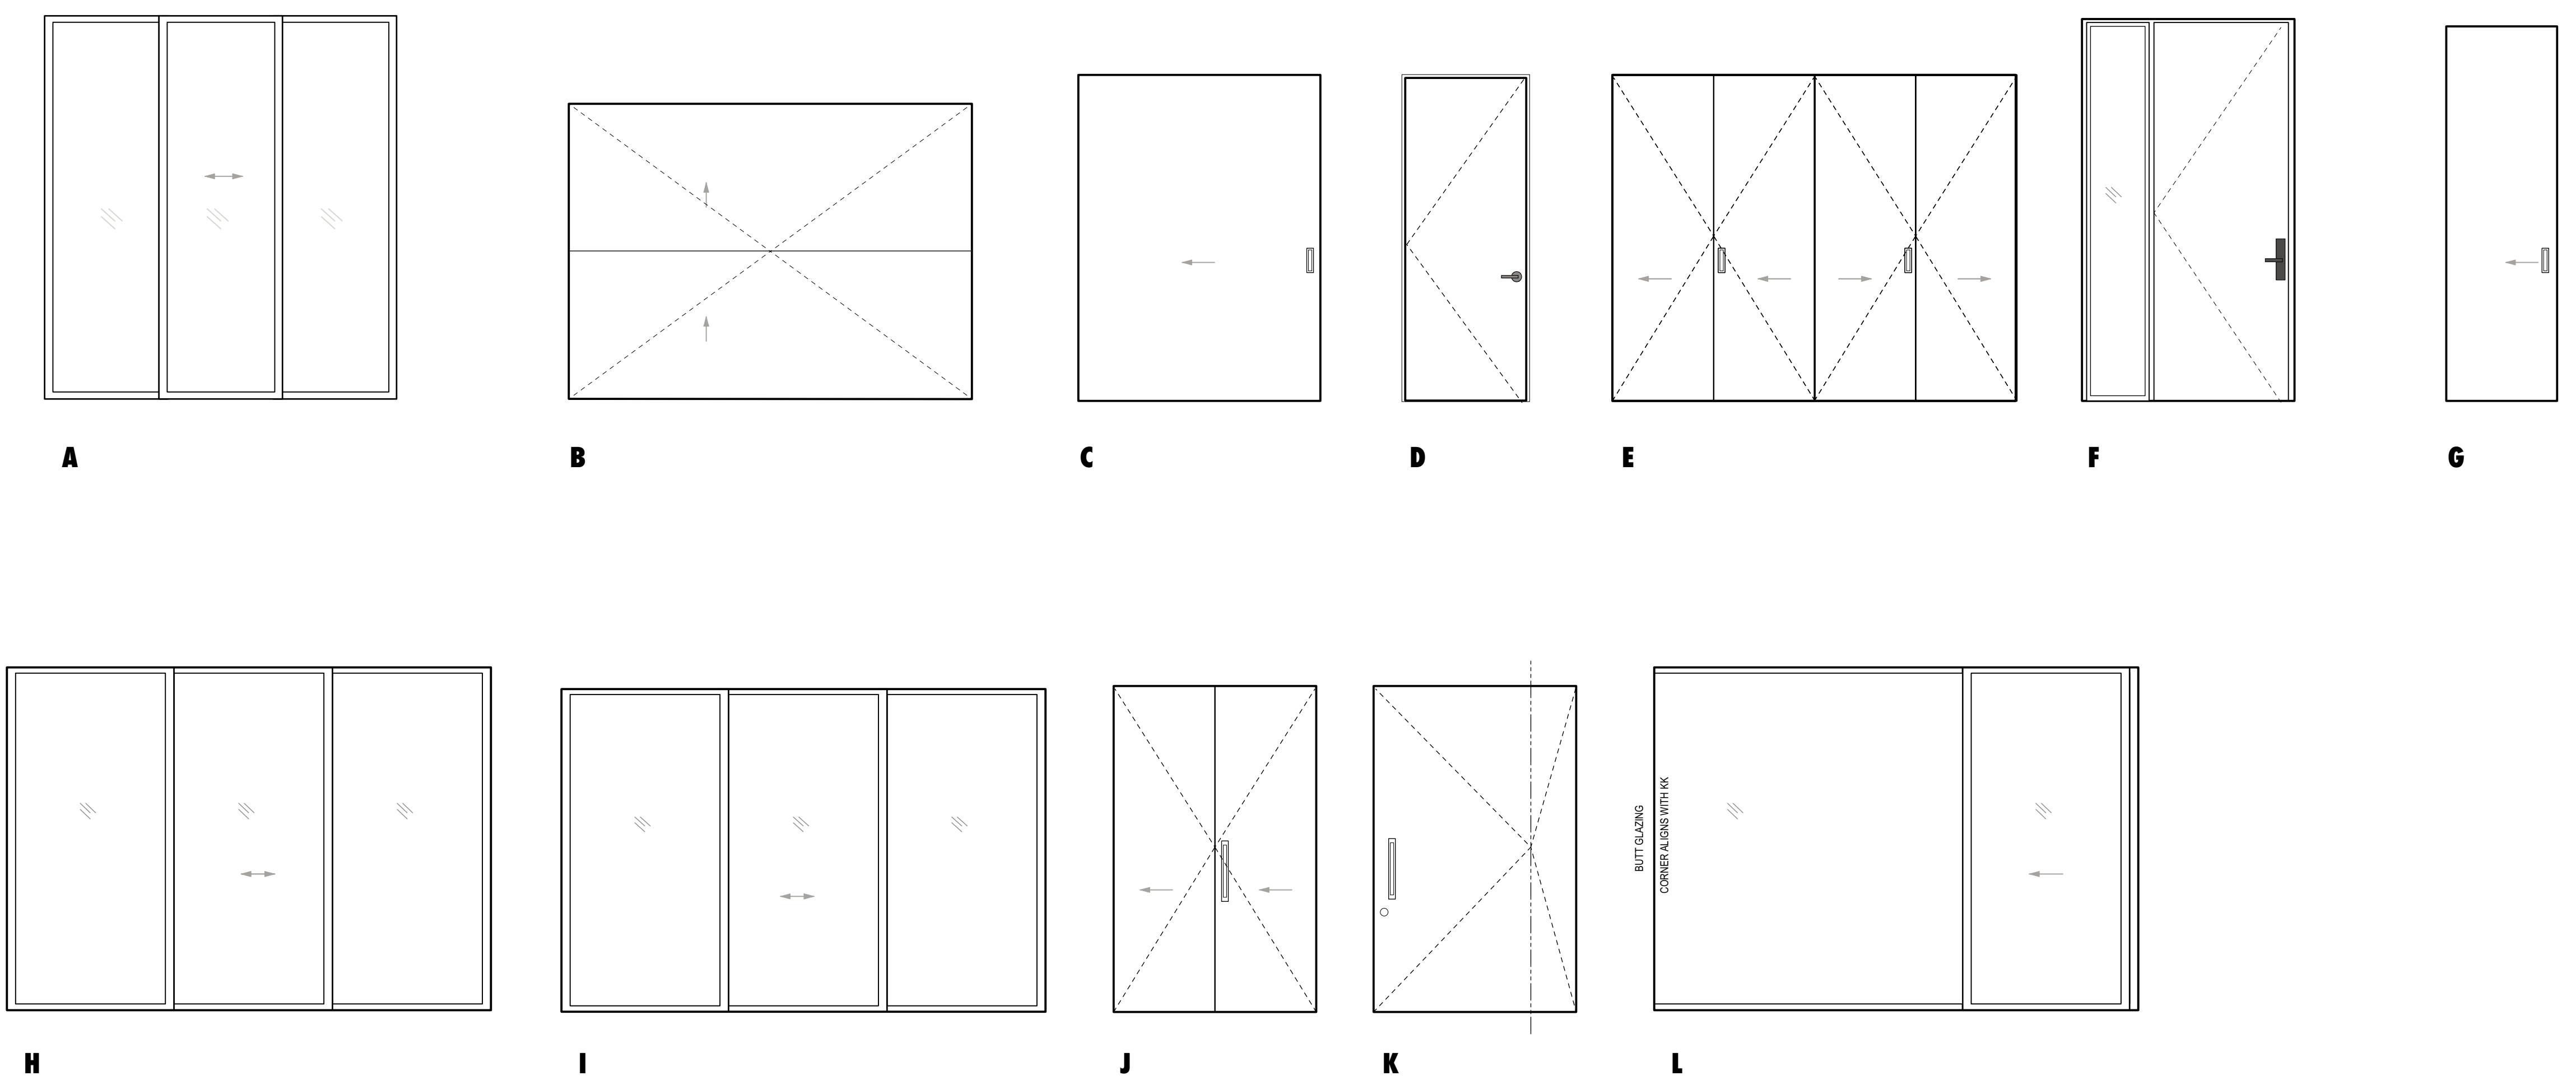 A
B
C
D
E
F
G
BUTT GLAZING
CORNER ALIGNS WITH KK
H
I
J
K
L